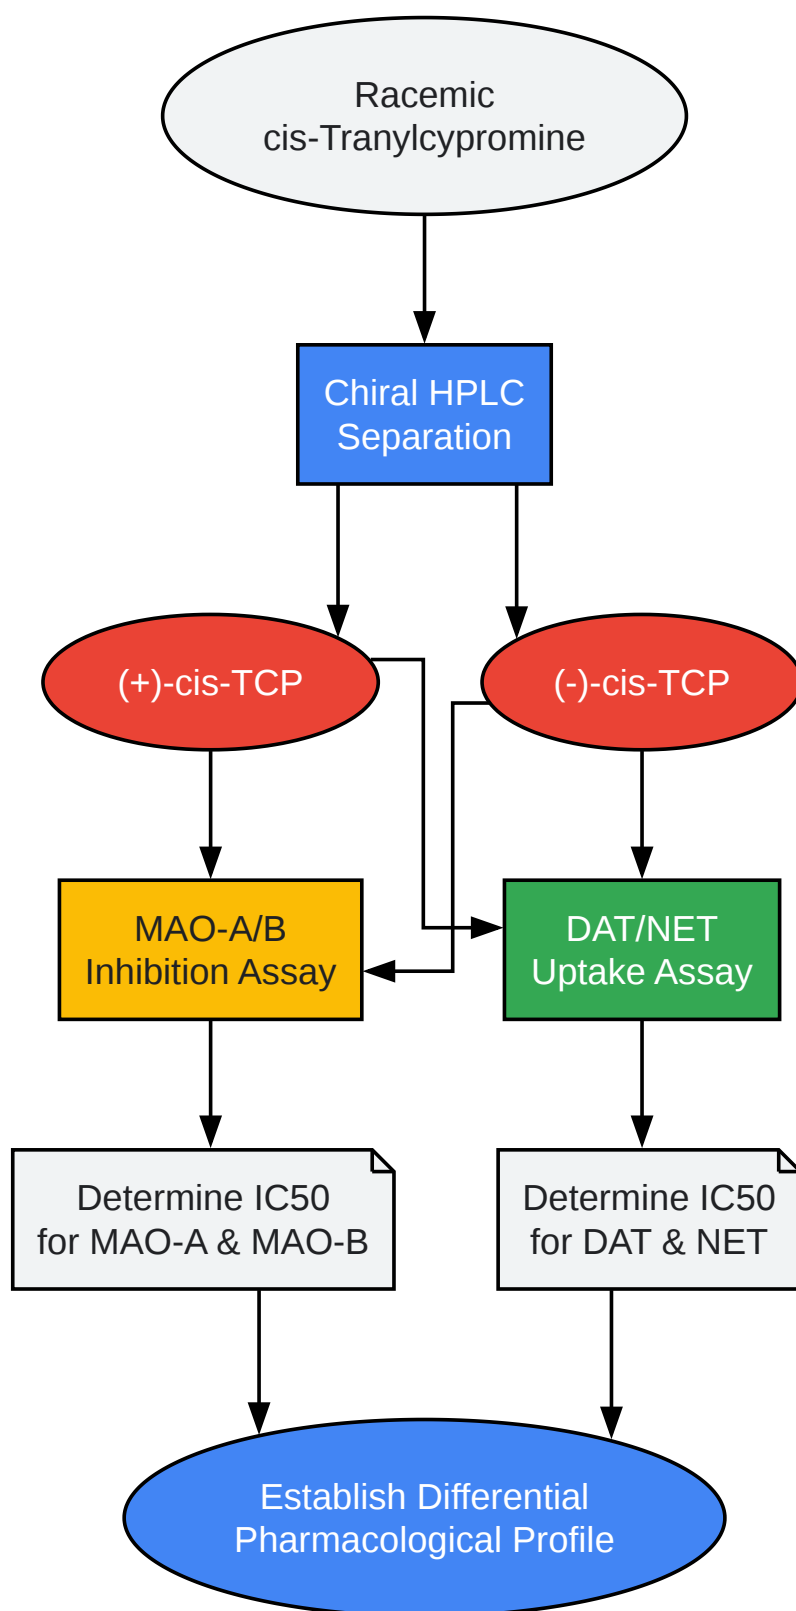 Racemic
cis-Tranylcypromine
Chiral HPLC
Separation
(+)-cis-TCP
(-)-cis-TCP
MAO-A/B
Inhibition Assay
DAT/NET
Uptake Assay
Determine IC50
for MAO-A & MAO-B
Determine IC50
for DAT & NET
Establish Differential
Pharmacological Profile